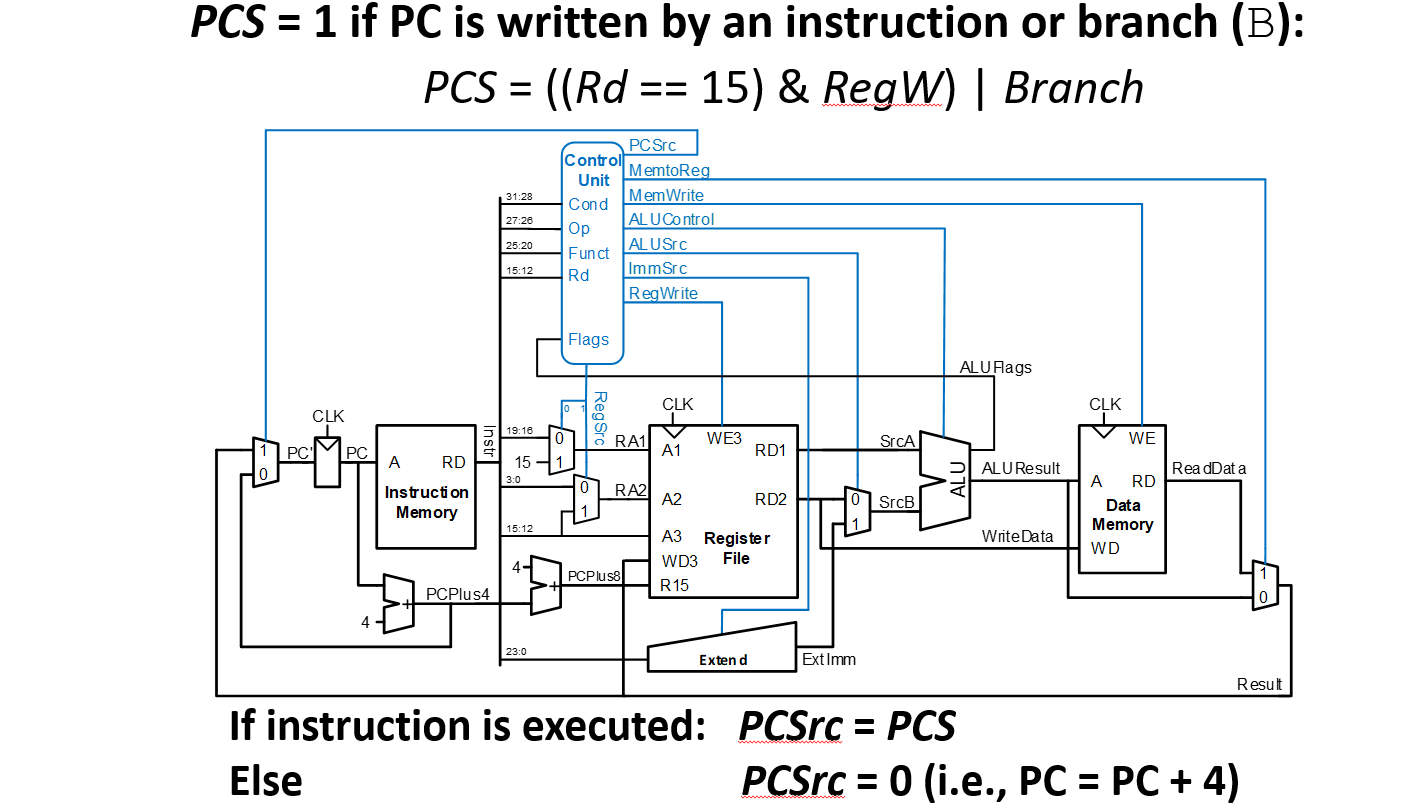 PCS = 1 if PC is written by an instruction or branch (B):
PCS = ((Rd == 15) & RegW) | Branch
PCSrc
Control
Unit
MemtoReg
31:28
Cond
MemWrite
27:26
Op
ALUControl
25:20
Funct
ALUSrc
15:12
Rd
ImmSrc
RegWrite
Flags
ALUFlags
0 1
RegSrc
CLK
CLK
CLK
1
0
PC'
PC
A
RD
Instruction
Memory
Instr
19:16
0
15
1
RA1
A1
WE3
RD1
SrcA
3:0
0
1
RA2
A2
RD2
0
1
SrcB
ALU
ALUResult
WE
A
RD
ReadData
Data
Memory
WD
WriteData
15:12
A3
Register
File
WD3
R15
4
+
PCPlus8
PCPlus4
4
+
1
0
23:0
Extend
ExtImm
Result
If instruction is executed: PCSrc = PCS
Else PCSrc = 0 (i.e., PC = PC + 4)